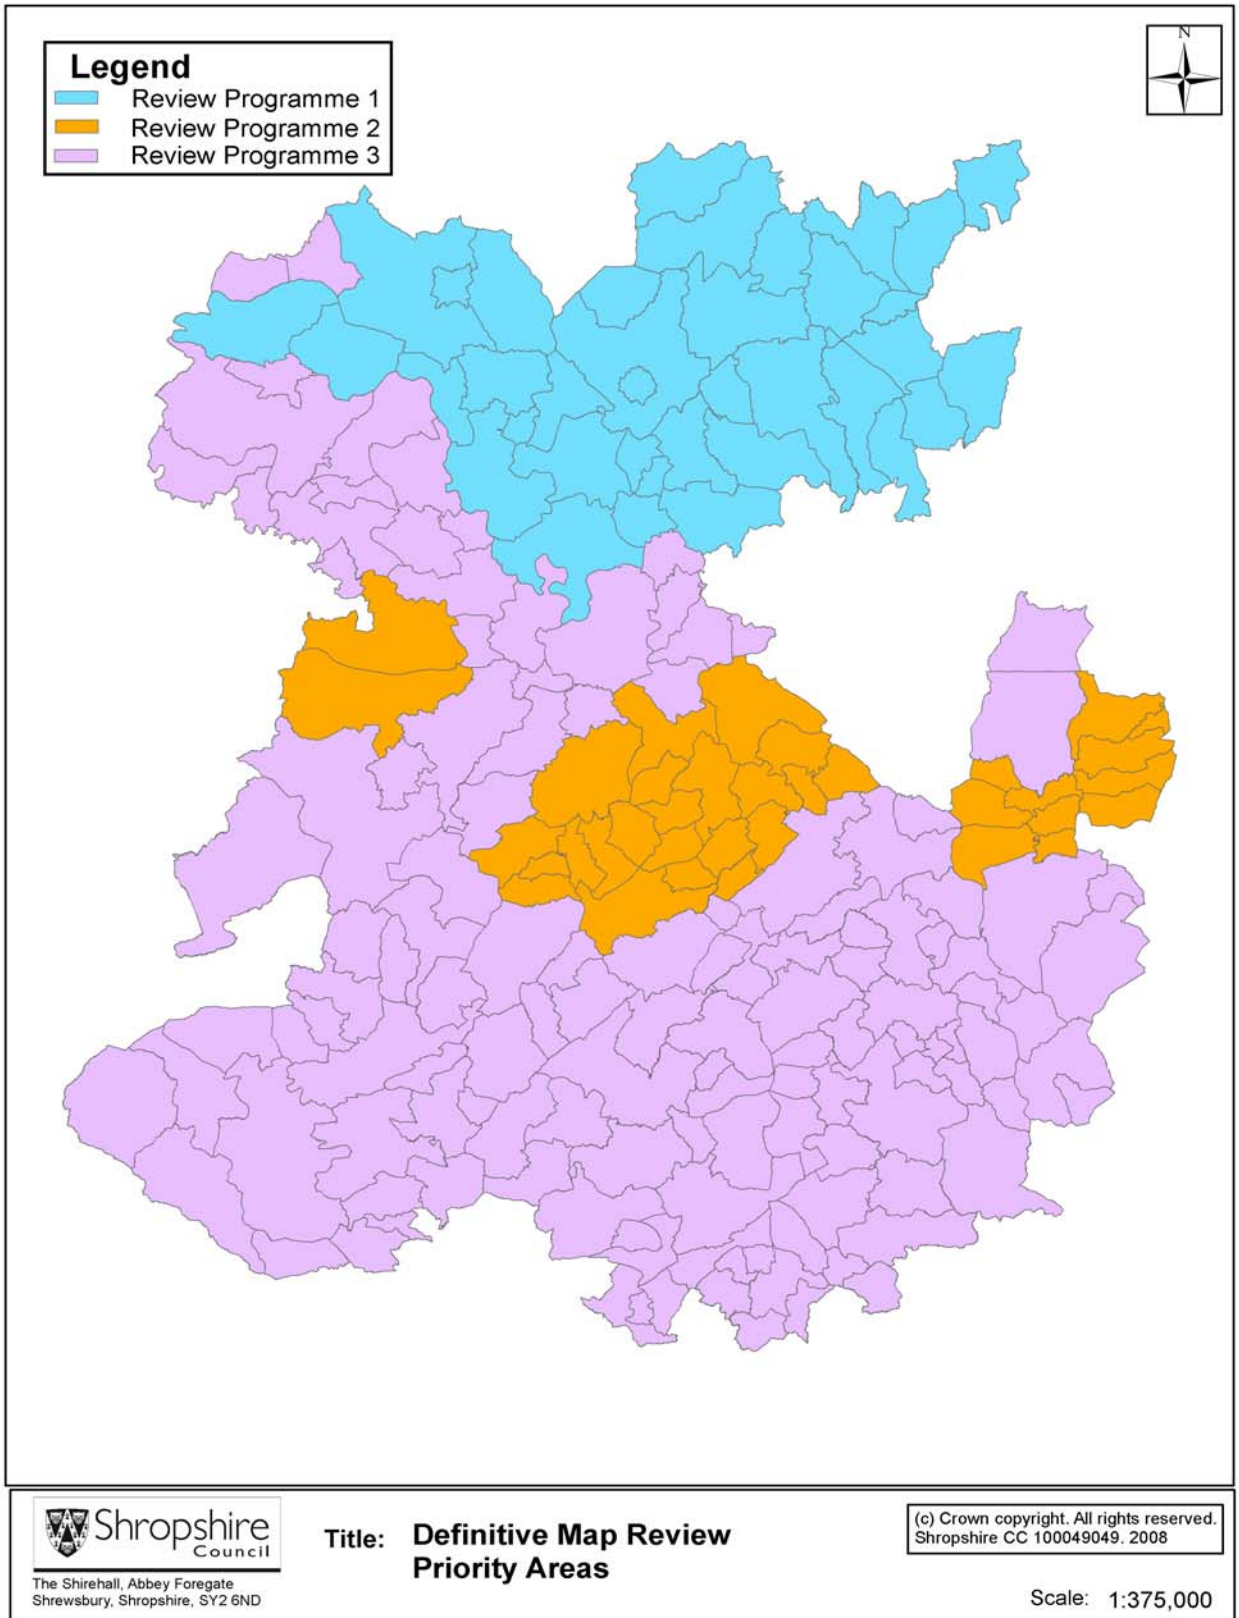 N
Legend
Review Programme 1
Review Programme 2
Review Programme 3
Shropshire
Council
The Shirehall, Abbey Foregate
Shrewsbury, Shropshire, SY2 6ND
Title: Definitive Map Review
Priority Areas
(c) Crown copyright. All rights reserved.
Shropshire CC 100049049. 2008
Scale: 1:375,000